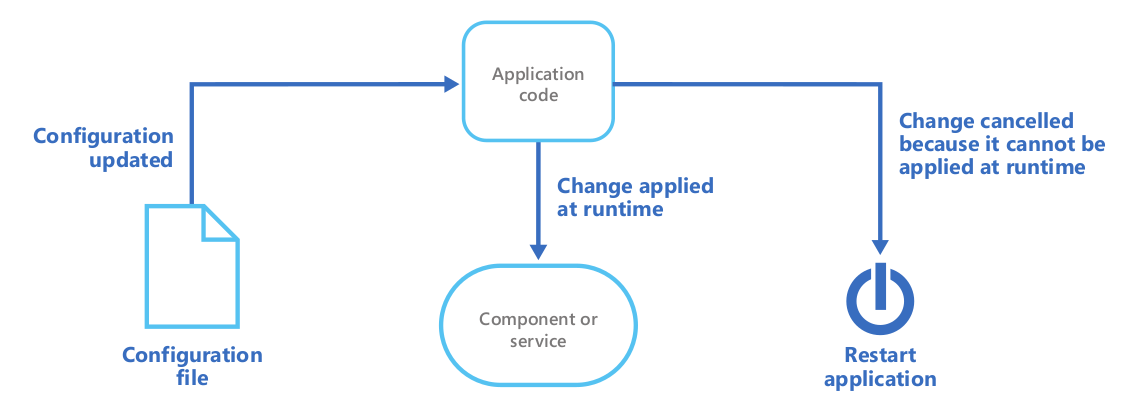 Application
code
Configuration
updated
Change cancelled
because it cannot be
applied at runtime
Change applied
at runtime
Component or
service
Configuration
file
Restart
application